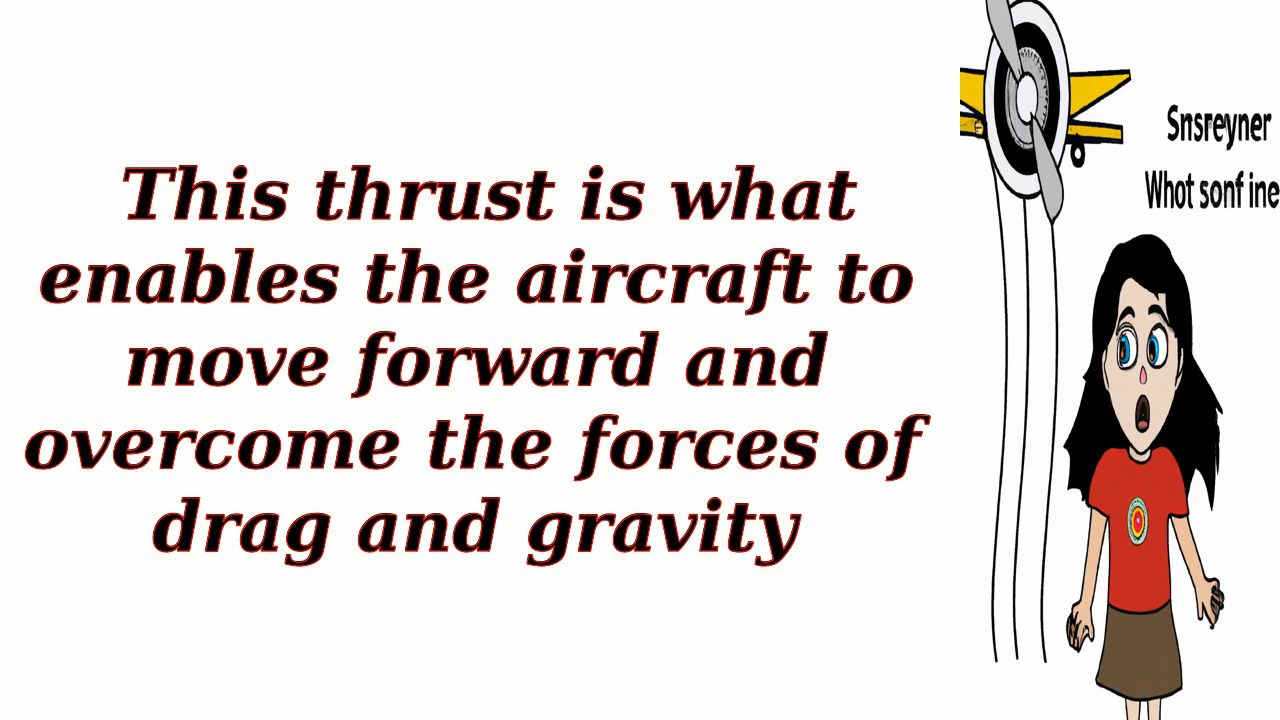 This thrust is what
enables the aircraft to
move forward and
overcome the forces of
drag and gravity
Snsreyner
Whot sonf ine